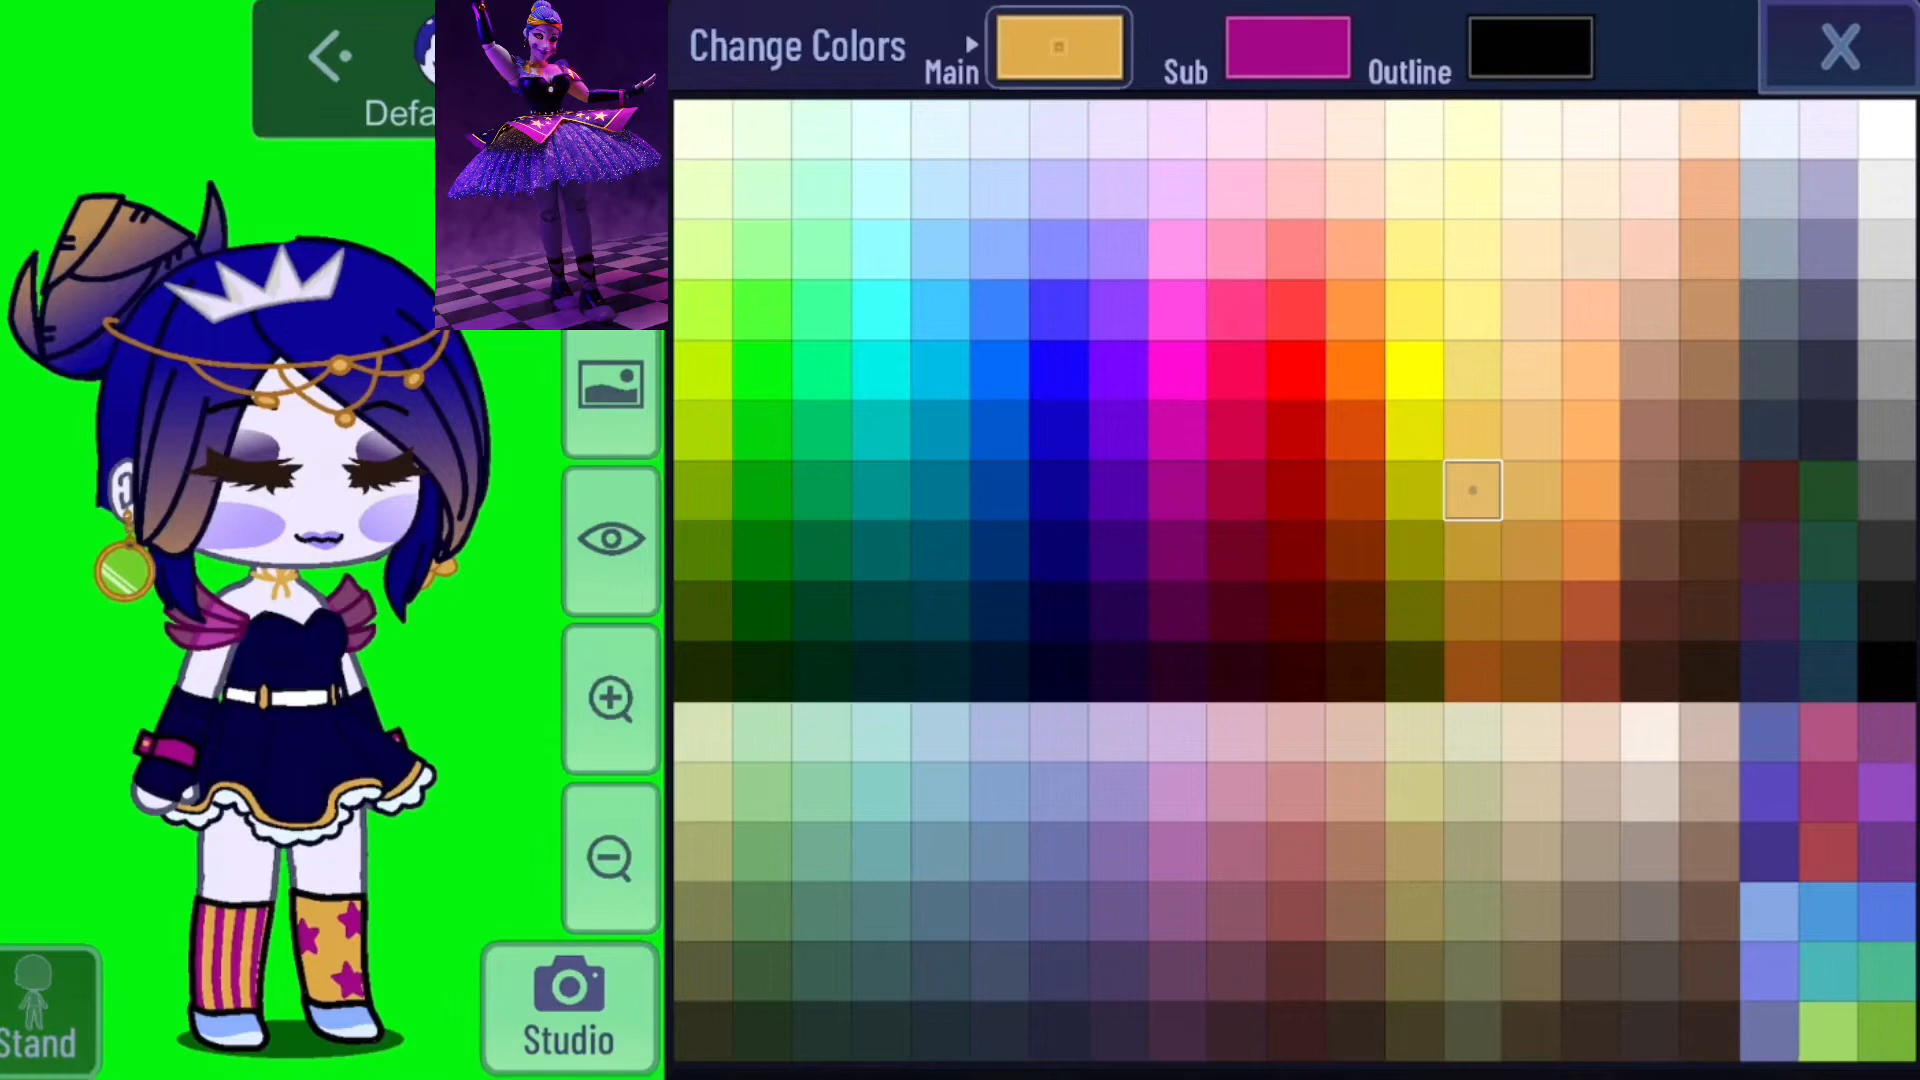 Change Colors
Main
Sub
Outline
X
Defa
Stand
Studio